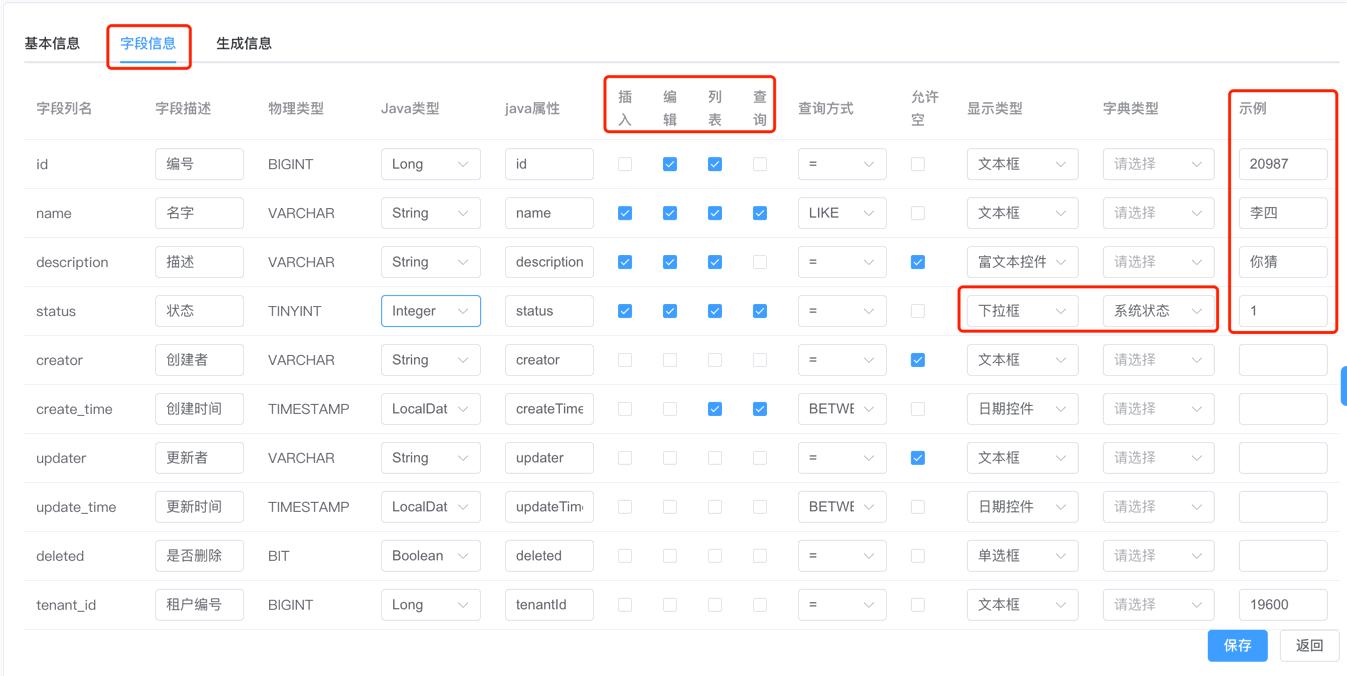 基本信息 字段信息 生成信息
字段列名 字段描述 物理类型 Java类型 java属性 插入 编辑 列表 查询 查询方式 允许空 显示类型 字典类型 示例
id 编号 BIGINT Long id = 文本框 请选择 20987
name 名字 VARCHAR String name LIKE 文本框 请选择 李四
description 描述 VARCHAR String description = 富文本控件 请选择 你猜
status 状态 TINYINT Integer status = 下拉框 系统状态 1
creator 创建者 VARCHAR String creator = 文本框 请选择
create_time 创建时间 TIMESTAMP LocalDat createTime BETWE 日期控件 请选择
updater 更新者 VARCHAR String updater = 文本框 请选择
update_time 更新时间 TIMESTAMP LocalDat updateTim BETWE 日期控件 请选择
deleted 是否删除 BIT Boolean deleted = 单选框 请选择
tenant_id 租户编号 BIGINT Long tenantId = 文本框 请选择 19600
保存 返回